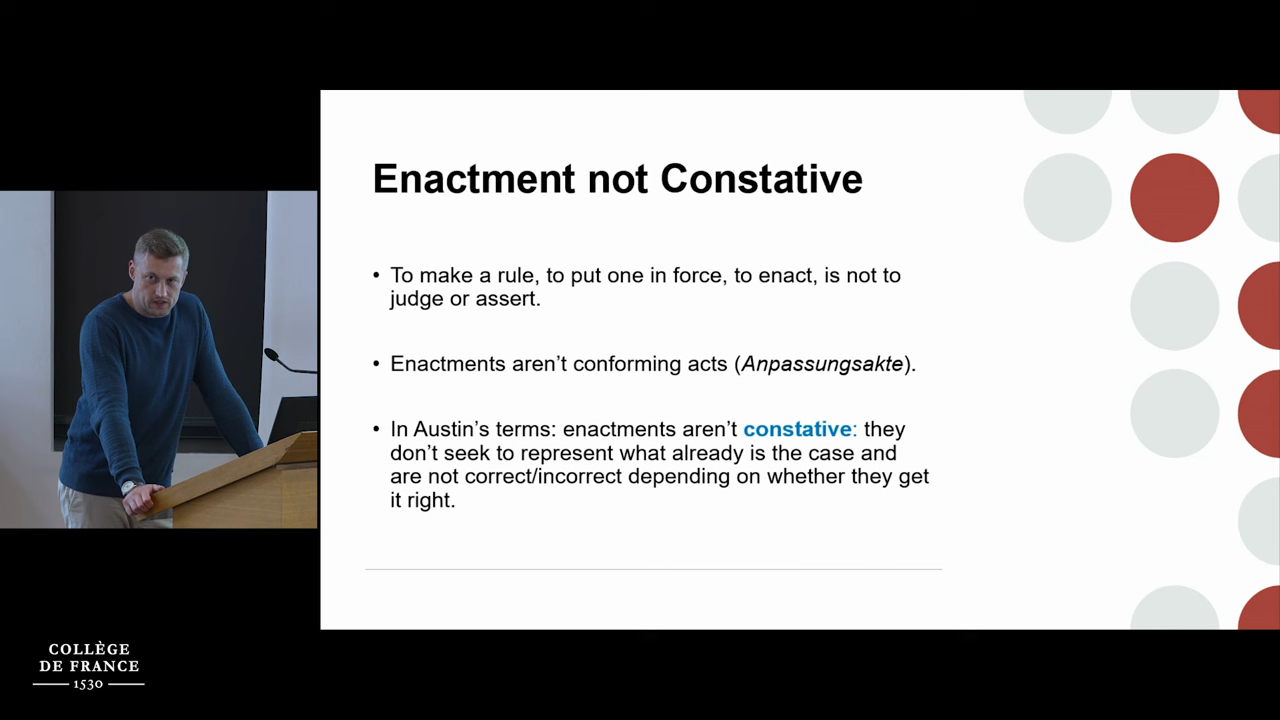 Enactment not Constative
• To make a rule, to put one in force, to enact, is not to
judge or assert.
• Enactments aren’t conforming acts (Anpassungsakte).
• In Austin’s terms: enactments aren’t constative: they
don’t seek to represent what already is the case and
are not correct/incorrect depending on whether they get
it right.
COLLÈGE
DE FRANCE
1530